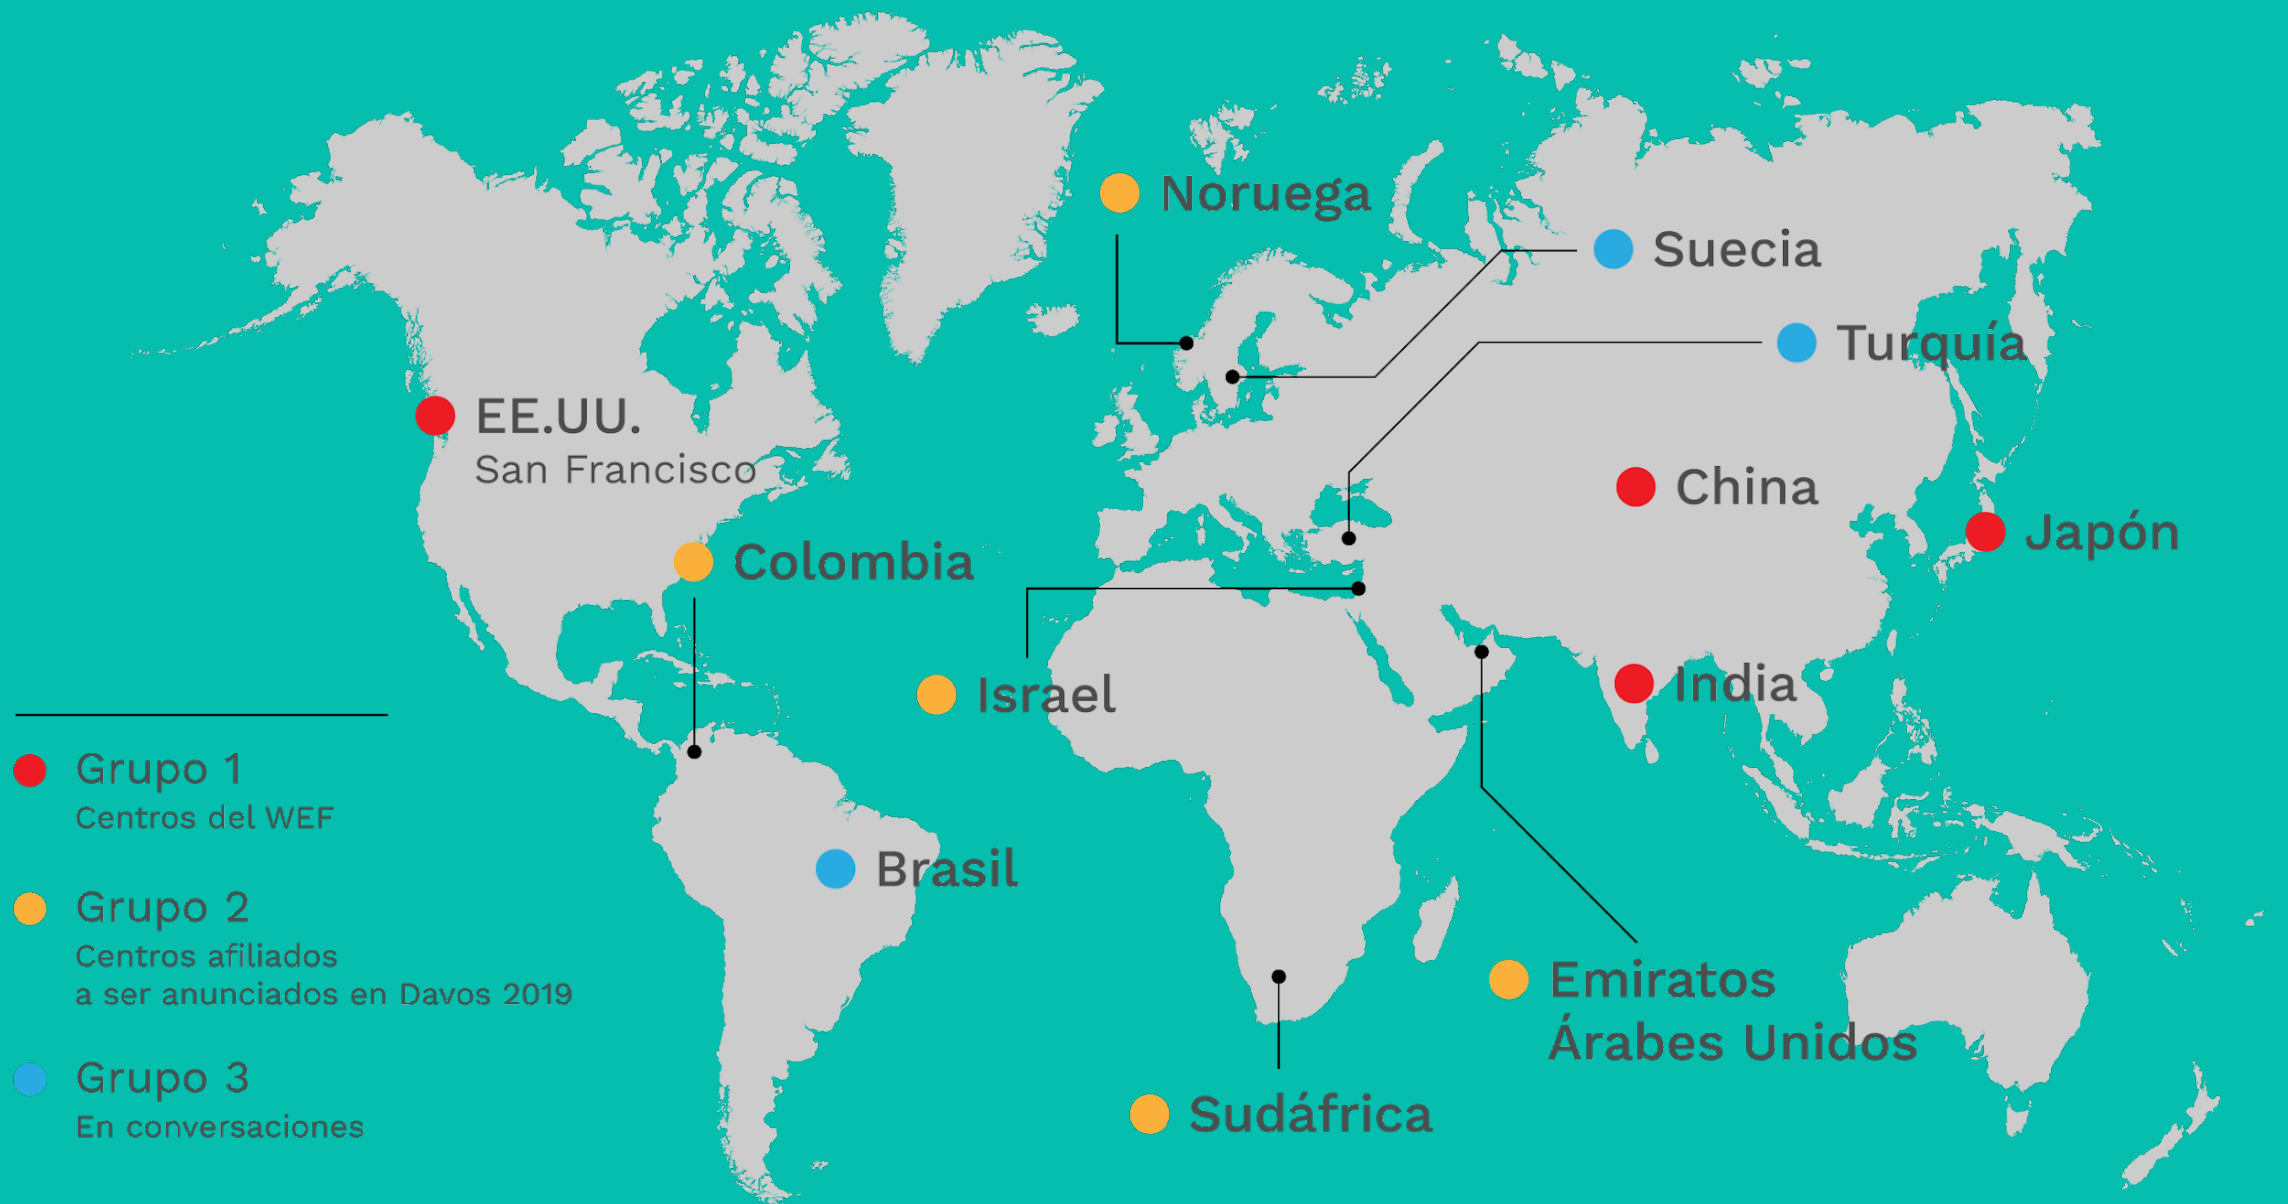 Noruega
Suecia
Turquía
EE.UU.
San Francisco
China
Japón
Colombia
Israel
India
Brasil
Emiratos
Árabes Unidos
Sudáfrica
Grupo 1
Centros del WEF
Grupo 2
Centros afiliados
a ser anunciados en Davos 2019
Grupo 3
En conversaciones